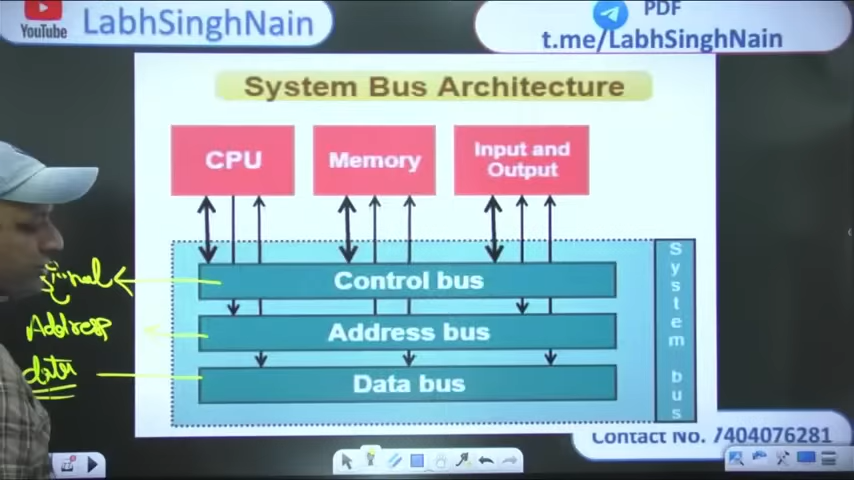 YouTube
LabhSinghNain
PDF
t.me/LabhSinghNain
System Bus Architecture
CPU
Memory
Input and
Output
Control bus
Address bus
Data bus
System bus
Address
data
Contact No. 7404076281